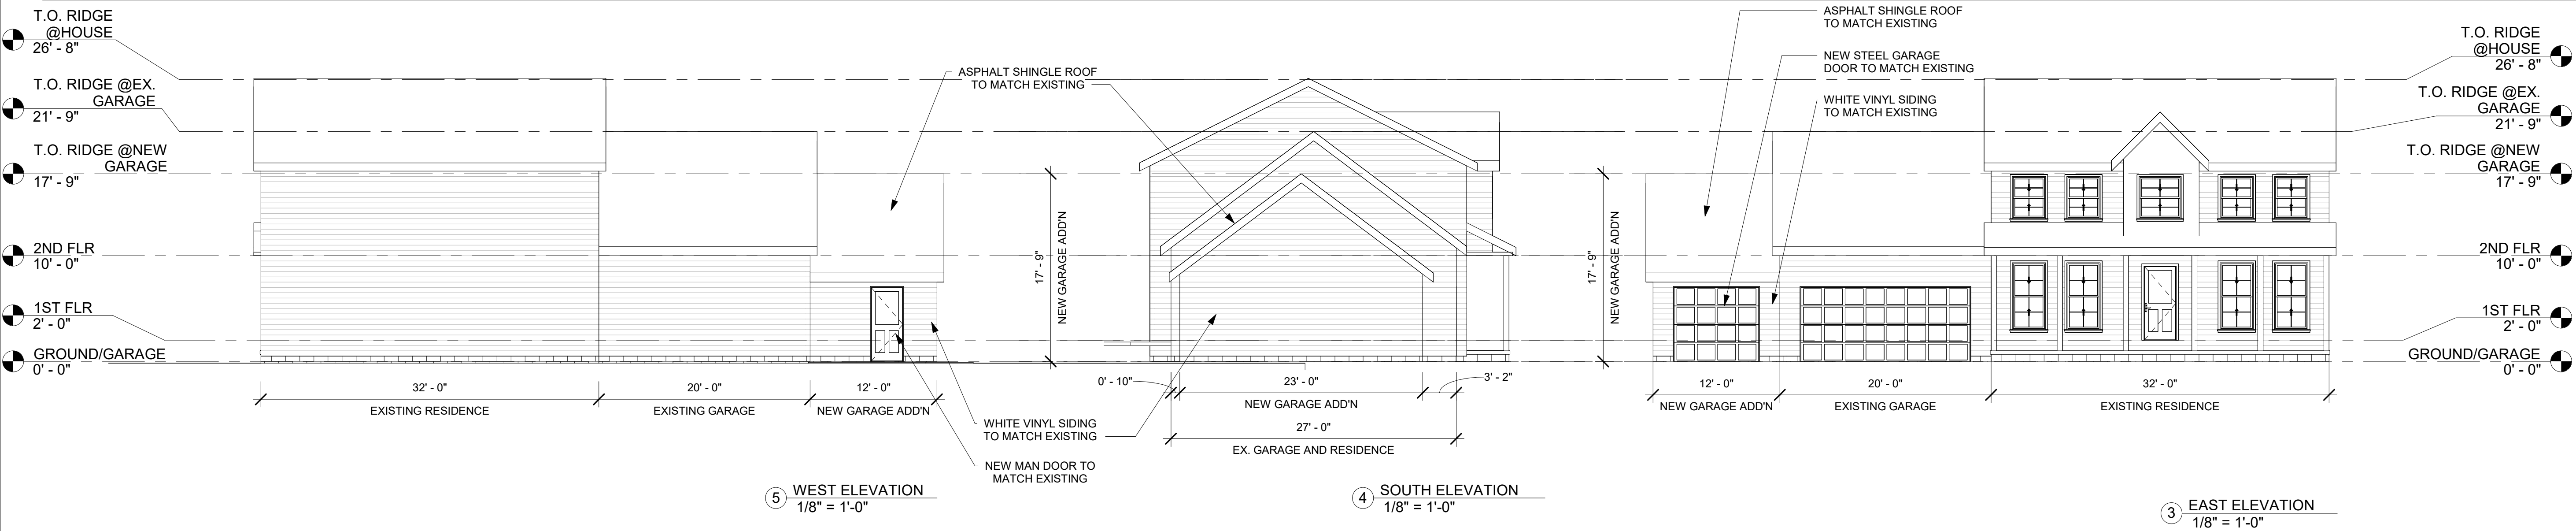 T.O. RIDGE
@HOUSE
26' - 8"
T.O. RIDGE @EX.
GARAGE
21' - 9"
T.O. RIDGE @NEW
GARAGE
17' - 9"
2ND FLR
10' - 0"
1ST FLR
2' - 0"
GROUND/GARAGE
0' - 0"
32' - 0"
EXISTING RESIDENCE
20' - 0"
EXISTING GARAGE
12' - 0"
NEW GARAGE ADD'N
ASPHALT SHINGLE ROOF
TO MATCH EXISTING
WHITE VINYL SIDING
TO MATCH EXISTING
NEW MAN DOOR TO
MATCH EXISTING
5
WEST ELEVATION
1/8" = 1'-0"
17' - 9"
NEW GARAGE ADD'N
0' - 10"
23' - 0"
3' - 2"
NEW GARAGE ADD'N
27' - 0"
EX. GARAGE AND RESIDENCE
4
SOUTH ELEVATION
1/8" = 1'-0"
17' - 9"
NEW GARAGE ADD'N
ASPHALT SHINGLE ROOF
TO MATCH EXISTING
NEW STEEL GARAGE
DOOR TO MATCH EXISTING
WHITE VINYL SIDING
TO MATCH EXISTING
12' - 0"
NEW GARAGE ADD'N
20' - 0"
EXISTING GARAGE
32' - 0"
EXISTING RESIDENCE
3
EAST ELEVATION
1/8" = 1'-0"
T.O. RIDGE
@HOUSE
26' - 8"
T.O. RIDGE @EX.
GARAGE
21' - 9"
T.O. RIDGE @NEW
GARAGE
17' - 9"
2ND FLR
10' - 0"
1ST FLR
2' - 0"
GROUND/GARAGE
0' - 0"